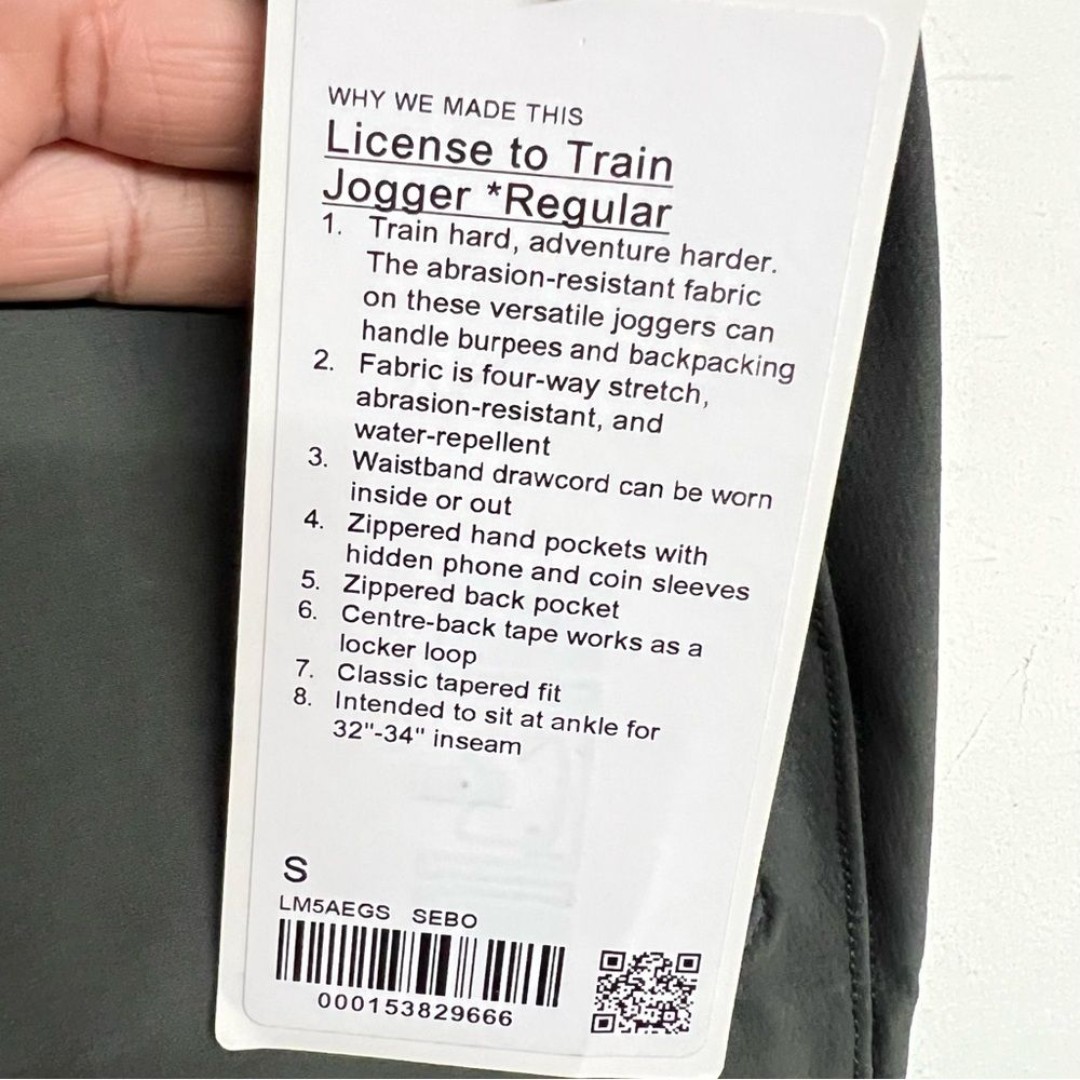 WHY WE MADE THIS
License to Train
Jogger *Regular
1. Train hard, adventure harder.
The abrasion-resistant fabric
on these versatile joggers can
handle burpees and backpacking
2. Fabric is four-way stretch,
abrasion-resistant, and
water-repellent
3. Waistband drawcord can be worn
inside or out
4. Zippered hand pockets with
hidden phone and coin sleeves
5. Zippered back pocket
6. Centre-back tape works as a
locker loop
7. Classic tapered fit
8. Intended to sit at ankle for
32"-34" inseam
S
LM5AEGS SEBO
000153829666